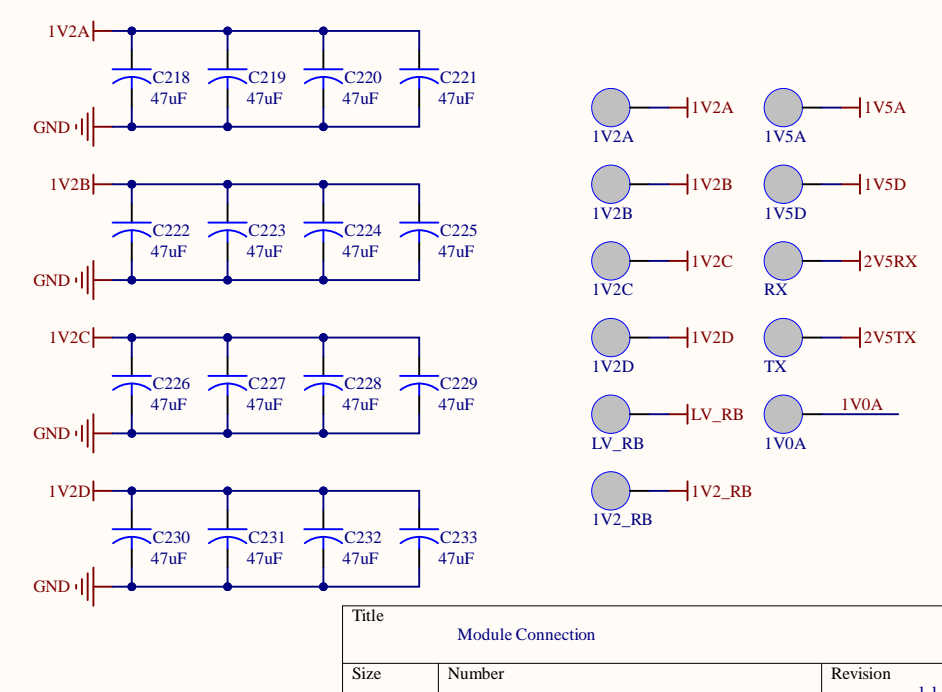 1V2A
C218 C219 C220 C221
47uF 47uF 47uF 47uF
GND
1V2B
C222 C223 C224 C225
47uF 47uF 47uF 47uF
GND
1V2C
C226 C227 C228 C229
47uF 47uF 47uF 47uF
GND
1V2D
C230 C231 C232 C233
47uF 47uF 47uF 47uF
GND
1V2A 1V5A
1V2A 1V5A
1V2B 1V5D
1V2B 1V5D
1V2C 2V5RX
1V2C RX
1V2D 2V5TX
1V2D TX
LV_RB 1V0A
LV_RB 1V0A
1V2_RB
1V2_RB
Title
Module Connection
Size Number Revision